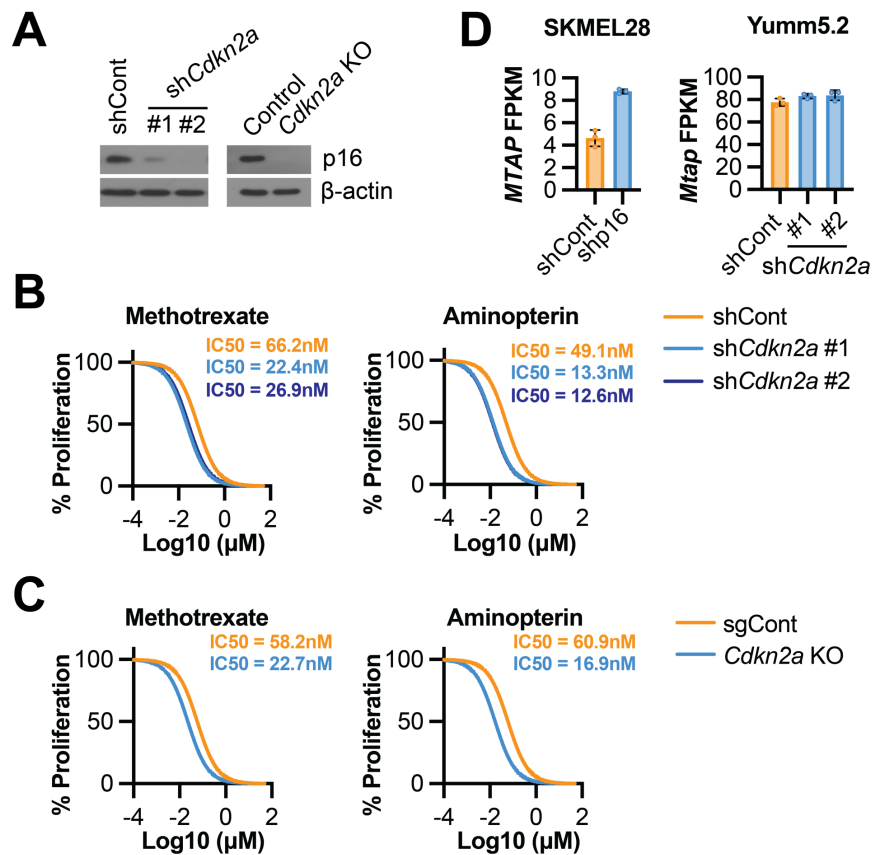 A
shCont
shCdkn2a
#1 #2
Control
Cdkn2a KO
p16
β-actin
D
SKMEL28
MTAP FPKM
10
8
6
4
2
0
shCont
shp16
Yumm5.2
Mtap FPKM
100
80
60
40
20
0
shCont
#1
#2
shCdkn2a
B
Methotrexate
IC50 = 66.2nM
IC50 = 22.4nM
IC50 = 26.9nM
% Proliferation
100
50
0
-4 -2 0 2
Log10 (µM)
Aminopterin
IC50 = 49.1nM
IC50 = 13.3nM
IC50 = 12.6nM
% Proliferation
100
50
0
-4 -2 0 2
Log10 (µM)
shCont
shCdkn2a #1
shCdkn2a #2
C
Methotrexate
IC50 = 58.2nM
IC50 = 22.7nM
% Proliferation
100
50
0
-4 -2 0 2
Log10 (µM)
Aminopterin
IC50 = 60.9nM
IC50 = 16.9nM
% Proliferation
100
50
0
-4 -2 0 2
Log10 (µM)
sgCont
Cdkn2a KO